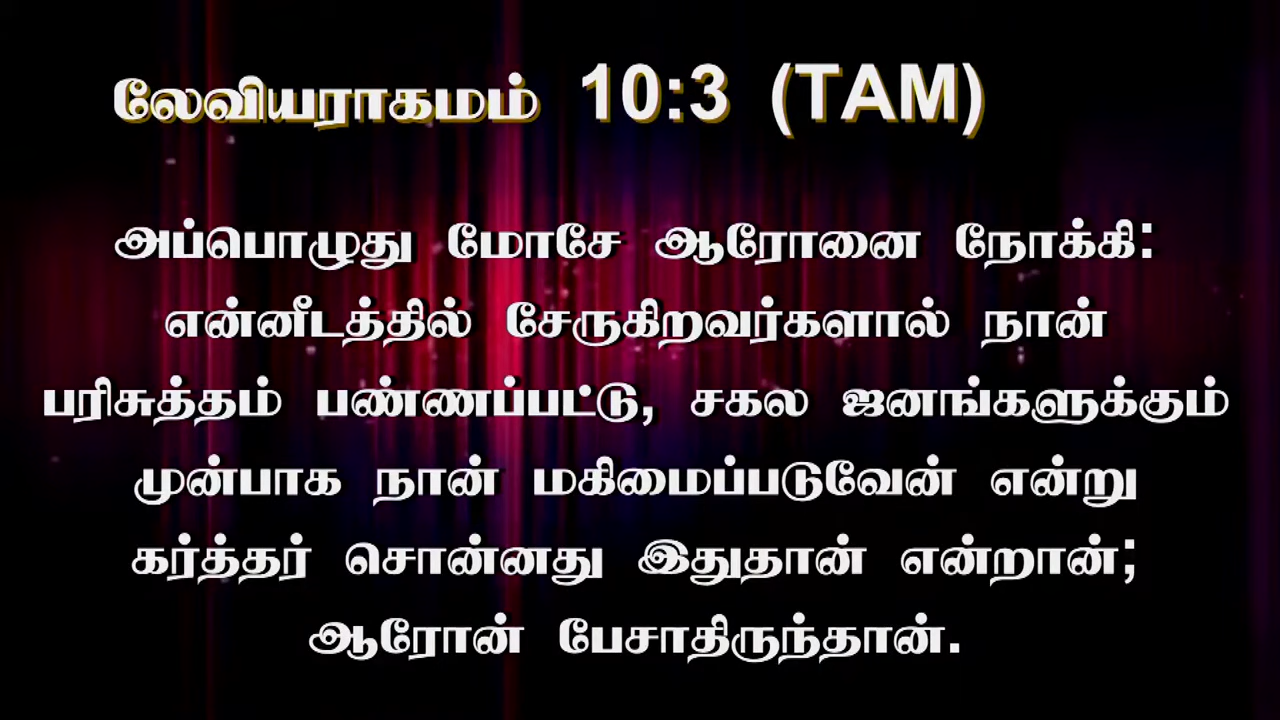 லேவியராகமம் 10:3 (TAM)
அப்பொழுது மோசே ஆரோனை நோக்கி:
என்னீடத்தில் சேருகிறவர்களால் நான்
பரிசுத்தம் பண்ணப்பட்டு, சகல ஜனங்களுக்கும்
முன்பாக நான் மகிமைப்படுவேன் என்று
கர்த்தர் சொன்னது இதுதான் என்றான்;
ஆரோன் பேசாதிருந்தான்.